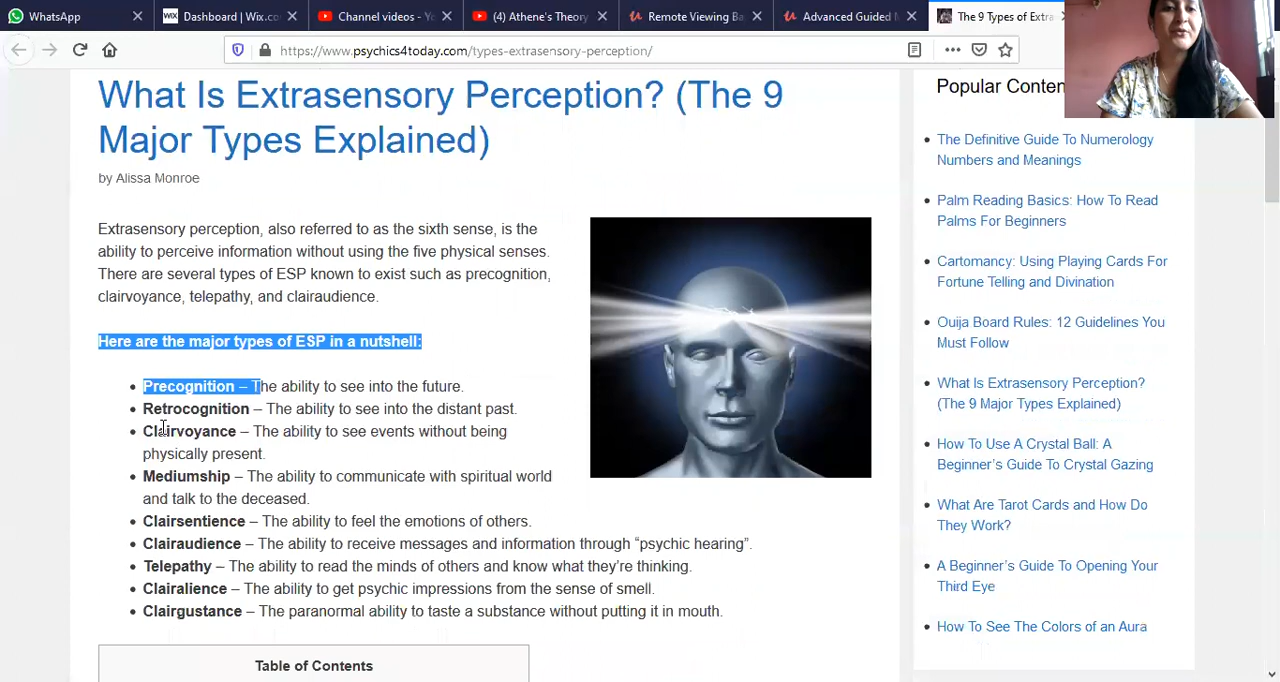 WhatsApp
Dashboard | Wix.co
Channel videos - Yo
(4) Athene's Theory
Remote Viewing Ba
Advanced Guided M
The 9 Types of Extra
https://www.psychics4today.com/types-extrasensory-perception/
What Is Extrasensory Perception? (The 9
Major Types Explained)
by Alissa Monroe
Extrasensory perception, also referred to as the sixth sense, is the
ability to perceive information without using the five physical senses.
There are several types of ESP known to exist such as precognition,
clairvoyance, telepathy, and clairaudience.
Here are the major types of ESP in a nutshell:
• Precognition – The ability to see into the future.
• Retrocognition – The ability to see into the distant past.
• Clairvoyance – The ability to see events without being
physically present.
• Mediumship – The ability to communicate with spiritual world
and talk to the deceased.
• Clairsentience – The ability to feel the emotions of others.
• Clairaudience – The ability to receive messages and information through “psychic hearing”.
• Telepathy – The ability to read the minds of others and know what they’re thinking.
• Clairalience – The ability to get psychic impressions from the sense of smell.
• Clairgustance – The paranormal ability to taste a substance without putting it in mouth.
Table of Contents
Popular Conten
• The Definitive Guide To Numerology
Numbers and Meanings
• Palm Reading Basics: How To Read
Palms For Beginners
• Cartomancy: Using Playing Cards For
Fortune Telling and Divination
• Ouija Board Rules: 12 Guidelines You
Must Follow
• What Is Extrasensory Perception?
(The 9 Major Types Explained)
• How To Use A Crystal Ball: A
Beginner’s Guide To Crystal Gazing
• What Are Tarot Cards and How Do
They Work?
• A Beginner’s Guide To Opening Your
Third Eye
• How To See The Colors of an Aura